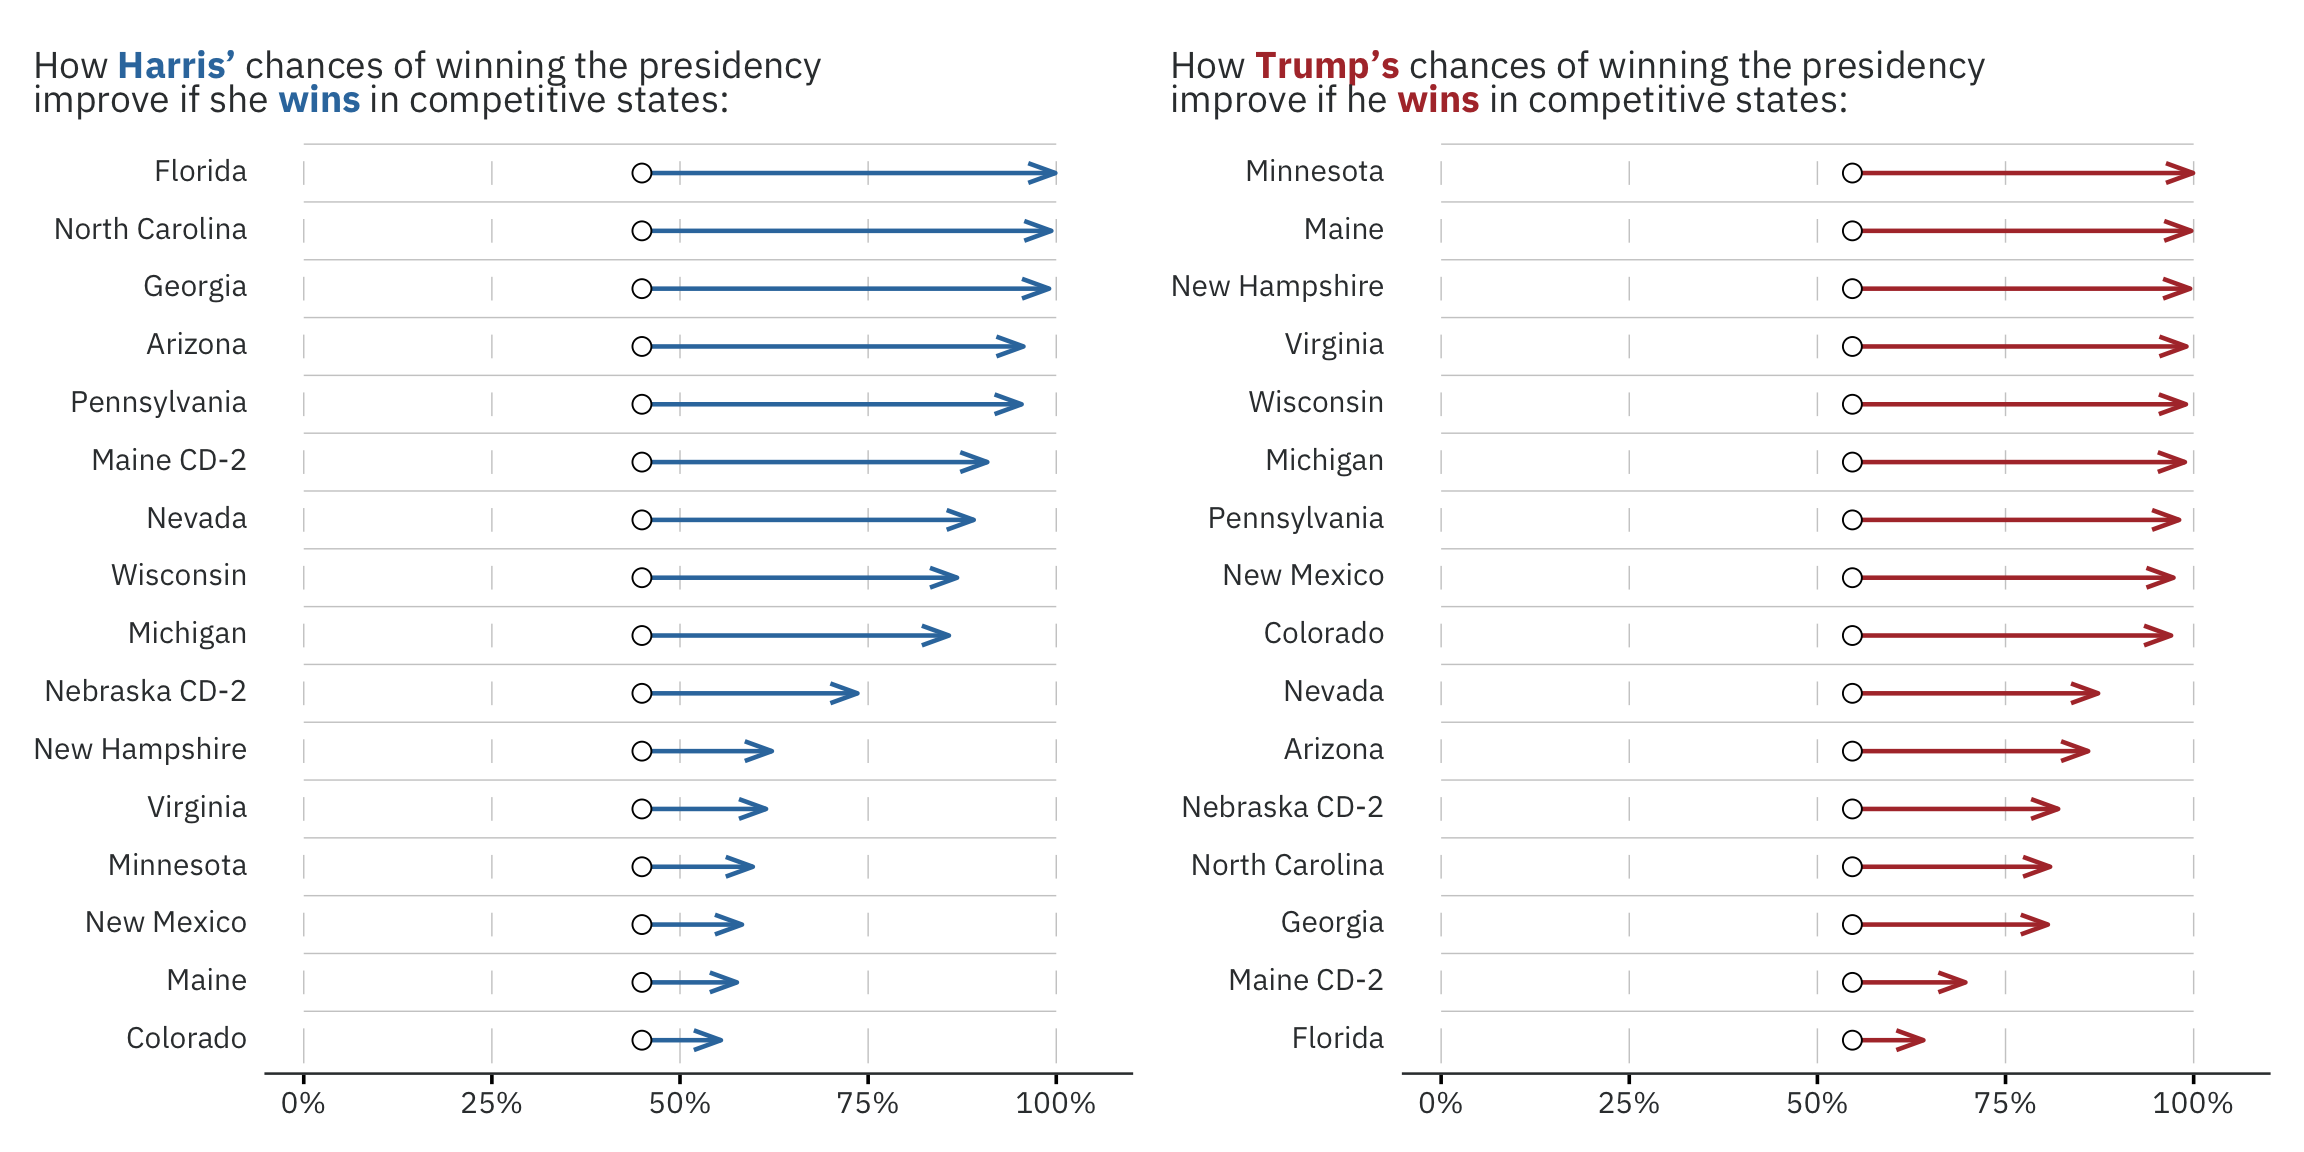 How Harris’ chances of winning the presidency
improve if she wins in competitive states:
Florida
North Carolina
Georgia
Arizona
Pennsylvania
Maine CD-2
Nevada
Wisconsin
Michigan
Nebraska CD-2
New Hampshire
Virginia
Minnesota
New Mexico
Maine
Colorado
0% 25% 50% 75% 100%
How Trump’s chances of winning the presidency
improve if he wins in competitive states:
Minnesota
Maine
New Hampshire
Virginia
Wisconsin
Michigan
Pennsylvania
New Mexico
Colorado
Nevada
Arizona
Nebraska CD-2
North Carolina
Georgia
Maine CD-2
Florida
0% 25% 50% 75% 100%